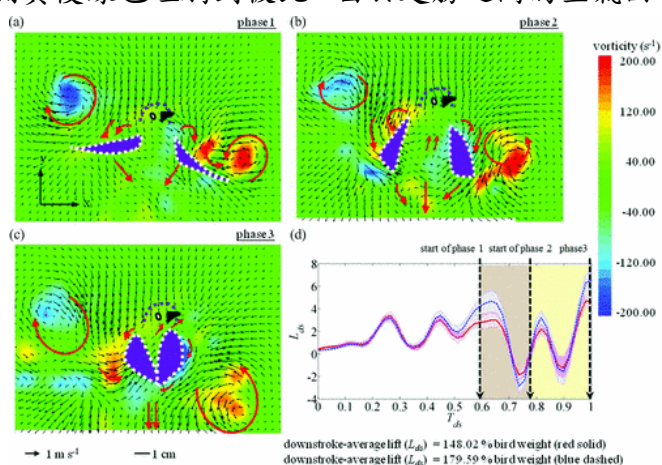 (a)
phase1
(b)
phase2
vorticity (s⁻¹)
200.00
120.00
40.00
-40.00
-120.00
-200.00
Y
X
(c)
phase3
(d)
start of phase 1 start of phase 2 phase3
8
6
4
2
0
-2
-4
L_ds
0 0.1 0.2 0.3 0.4 0.5 0.6 0.7 0.8 0.9 1
T_ds
1 m s⁻¹
1 cm
downstroke-average lift (L_ds) = 148.02 % bird weight (red solid)
downstroke-average lift (L_ds) = 179.59 % bird weight (blue dashed)